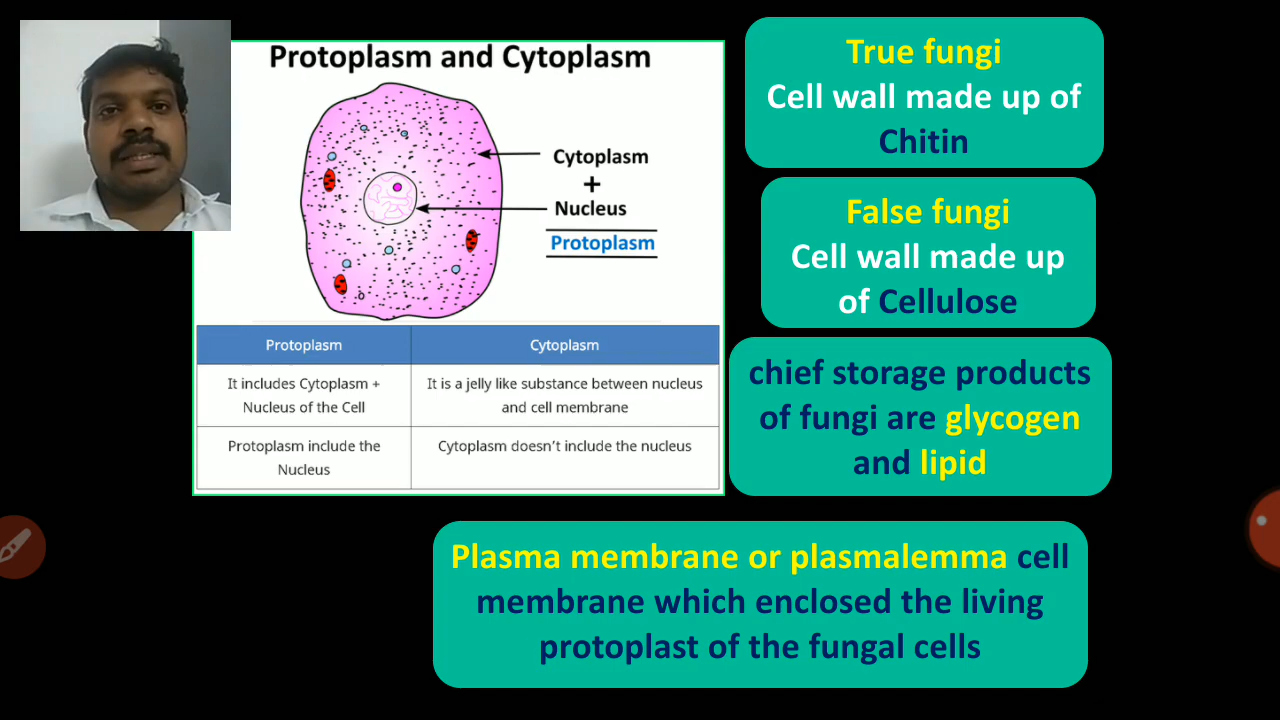 Protoplasm and Cytoplasm
Cytoplasm
+
Nucleus
Protoplasm
Protoplasm
Cytoplasm
It includes Cytoplasm +
Nucleus of the Cell
It is a jelly like substance between nucleus
and cell membrane
Protoplasm include the
Nucleus
Cytoplasm doesn't include the nucleus
True fungi
Cell wall made up of
Chitin
False fungi
Cell wall made up
of Cellulose
chief storage products
of fungi are glycogen
and lipid
Plasma membrane or plasmalemma cell
membrane which enclosed the living
protoplast of the fungal cells